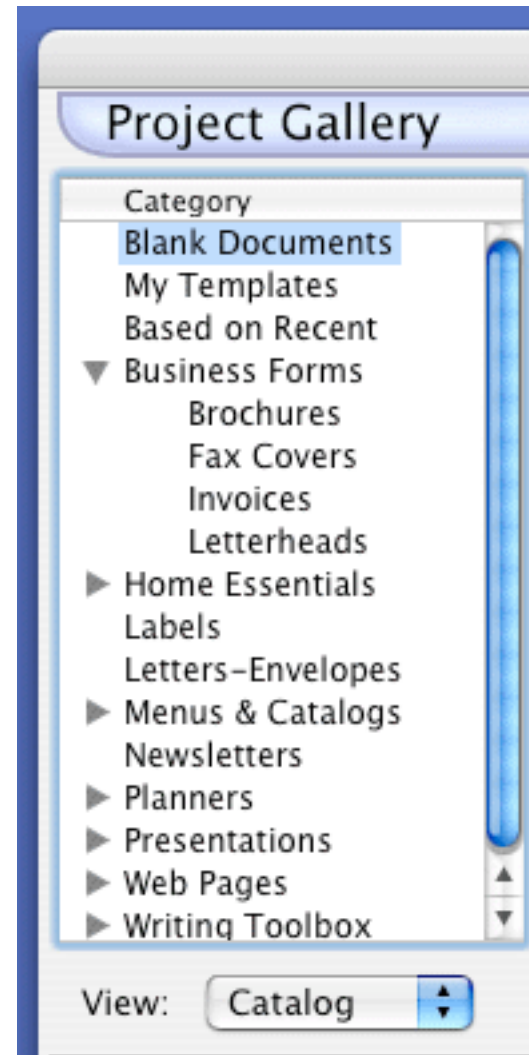 Project Gallery
Category
Blank Documents
My Templates
Based on Recent
Business Forms
Brochures
Fax Covers
Invoices
Letterheads
Home Essentials
Labels
Letters–Envelopes
Menus & Catalogs
Newsletters
Planners
Presentations
Web Pages
Writing Toolbox
View: Catalog